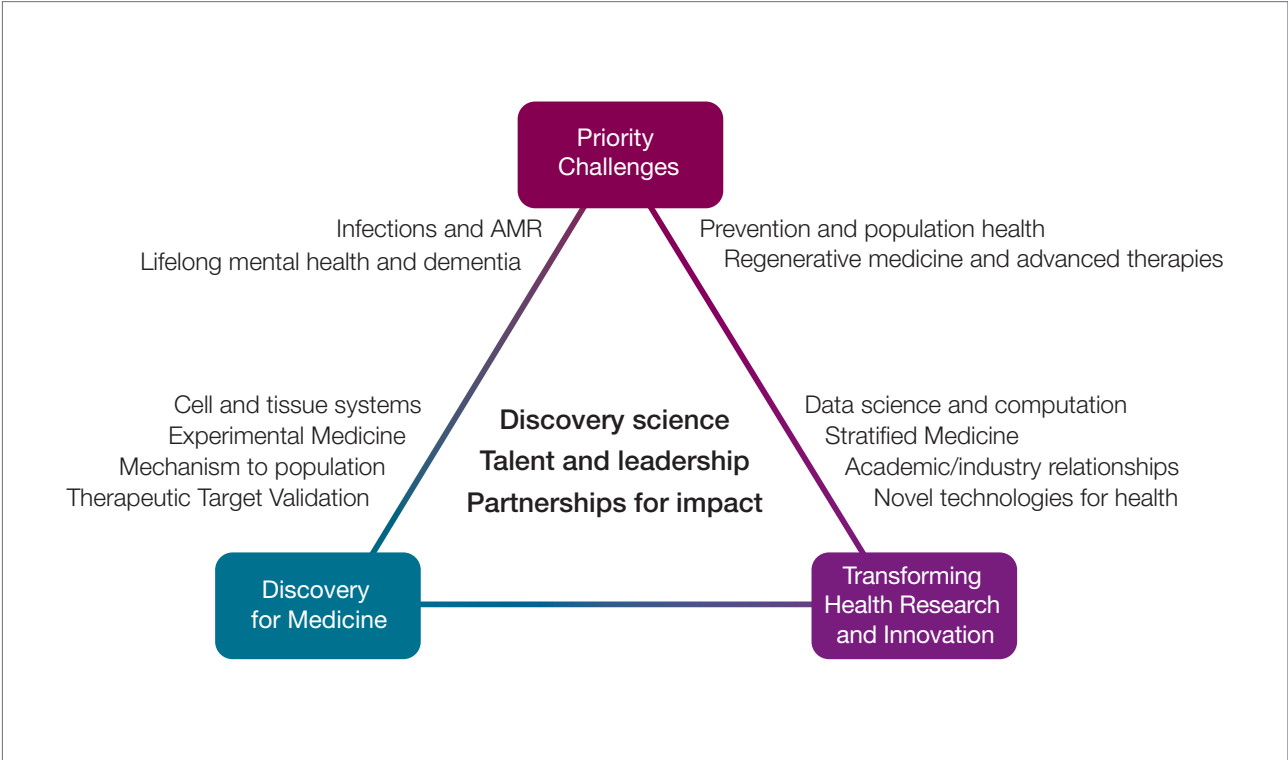 Priority
Challenges
Infections and AMR
Lifelong mental health and dementia
Prevention and population health
Regenerative medicine and advanced therapies
Cell and tissue systems
Experimental Medicine
Mechanism to population
Therapeutic Target Validation
Discovery science
Talent and leadership
Partnerships for impact
Data science and computation
Stratified Medicine
Academic/industry relationships
Novel technologies for health
Discovery
for Medicine
Transforming
Health Research
and Innovation